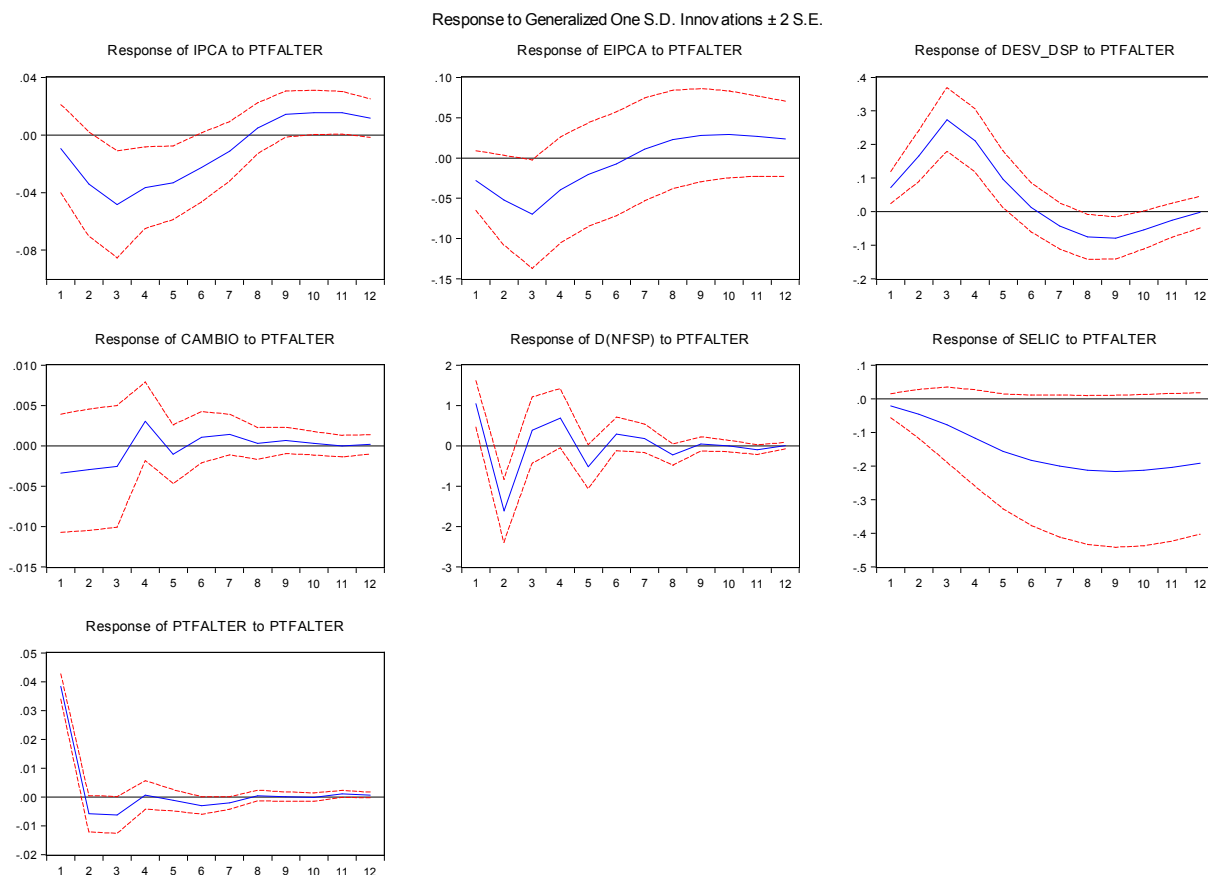 Response to Generalized One S.D. Innovations ± 2 S.E.
Response of IPCA to PTFALTER
.04
.00
-.04
-.08
1 2 3 4 5 6 7 8 9 10 11 12
Response of EIPCA to PTFALTER
.10
.05
.00
-.05
-.10
-.15
1 2 3 4 5 6 7 8 9 10 11 12
Response of DESV_DSP to PTFALTER
.4
.3
.2
.1
.0
-.1
-.2
1 2 3 4 5 6 7 8 9 10 11 12
Response of CAMBIO to PTFALTER
.010
.005
.000
-.005
-.010
-.015
1 2 3 4 5 6 7 8 9 10 11 12
Response of D(NFSP) to PTFALTER
2
1
0
-1
-2
-3
1 2 3 4 5 6 7 8 9 10 11 12
Response of SELIC to PTFALTER
.1
.0
-.1
-.2
-.3
-.4
-.5
1 2 3 4 5 6 7 8 9 10 11 12
Response of PTFALTER to PTFALTER
.05
.04
.03
.02
.01
.00
-.01
-.02
1 2 3 4 5 6 7 8 9 10 11 12